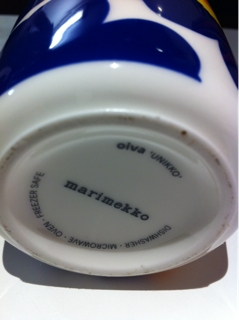 oiva 'UNIKKO'
marimekko
DISHWASHER - MICROWAVE - OVEN - FREEZER SAFE